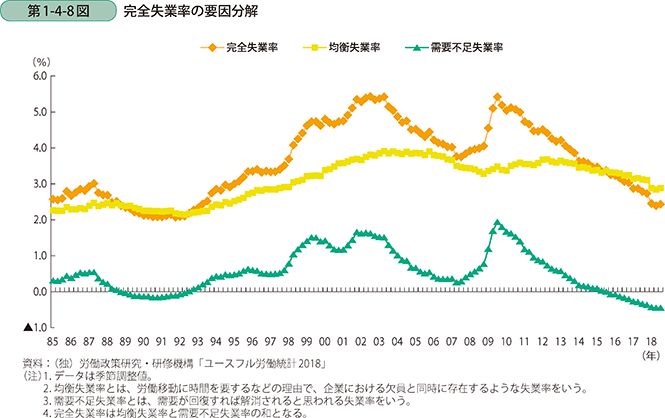 第1-4-8図 完全失業率の要因分解
完全失業率 均衡失業率 需要不足失業率
(%)
6.0
5.0
4.0
3.0
2.0
1.0
0.0
▲1.0
85 86 87 88 89 90 91 92 93 94 95 96 97 98 99 00 01 02 03 04 05 06 07 08 09 10 11 12 13 14 15 16 17 18
(年)
資料：(独) 労働政策研究・研修機構「ユースフル労働統計2018」
(注) 1. データは季節調整値。
2. 均衡失業率とは、労働移動に時間を要するなどの理由で、企業における欠員と同時に存在するような失業率をいう。
3. 需要不足失業率とは、需要が回復すれば解消されると思われる失業率をいう。
4. 完全失業率は均衡失業率と需要不足失業率の和となる。